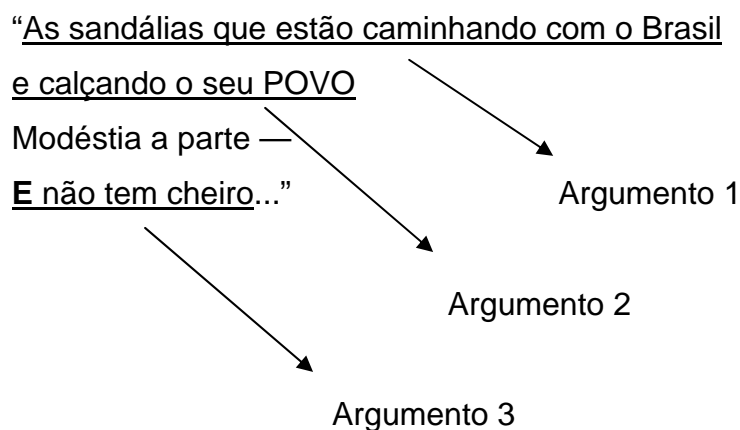 “As sandálias que estão caminhando com o Brasil
e calçando o seu POVO
Modéstia a parte —
E não tem cheiro...”
Argumento 1
Argumento 2
Argumento 3